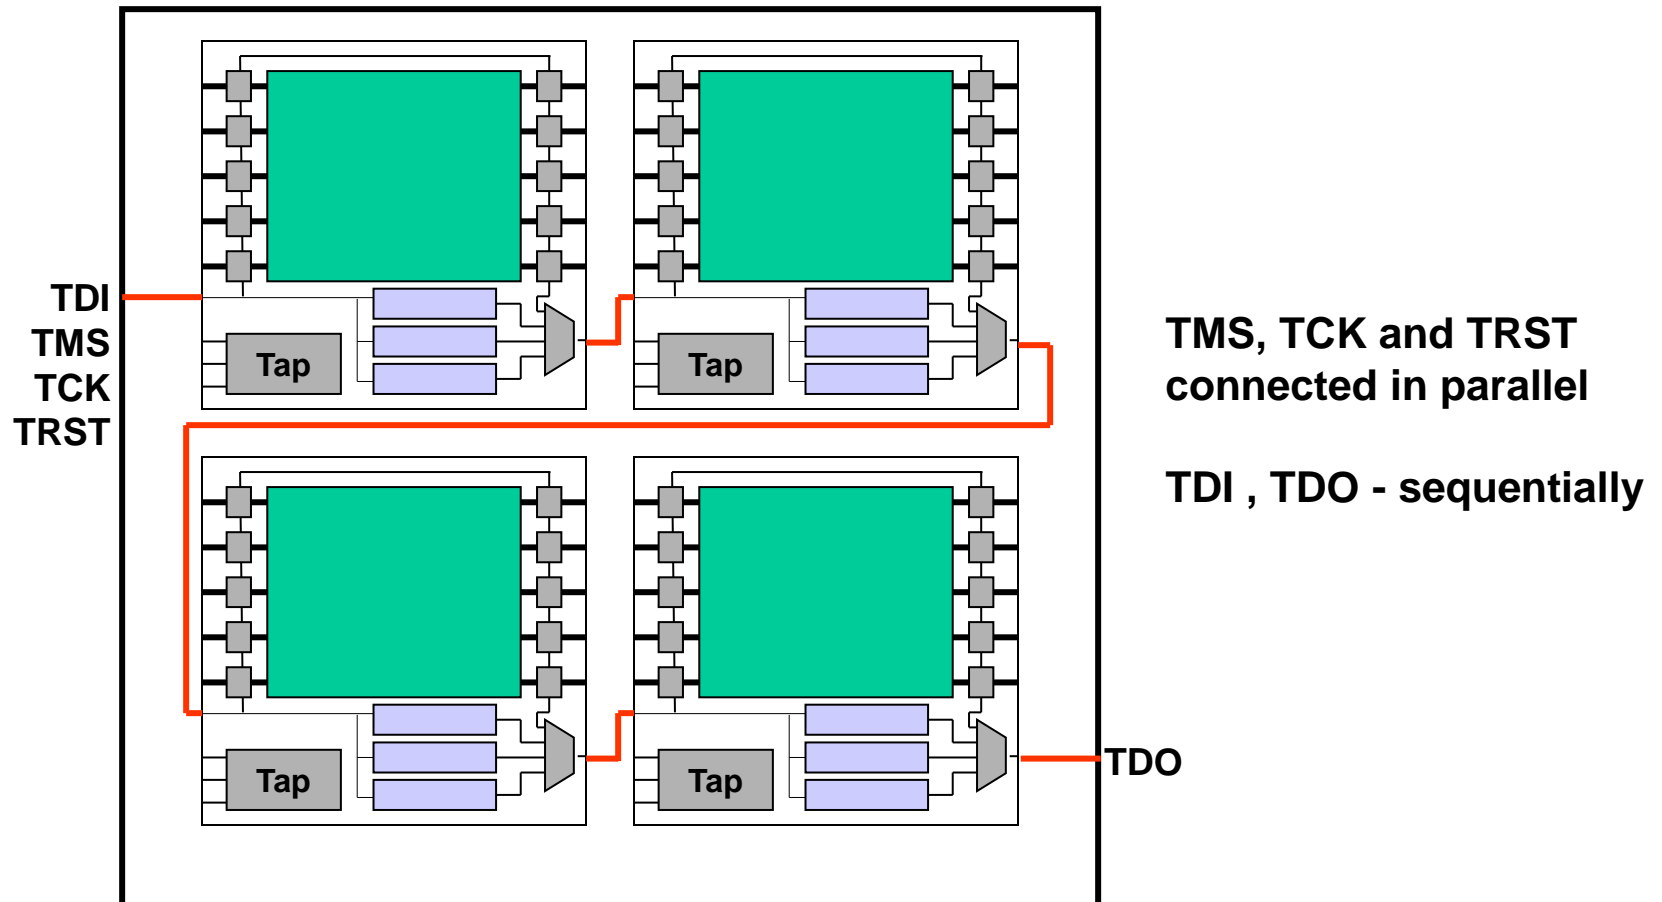 TDI
TMS
TCK
TRST
Tap
Tap
TMS, TCK and TRST
connected in parallel
TDI , TDO - sequentially
Tap
Tap
TDO